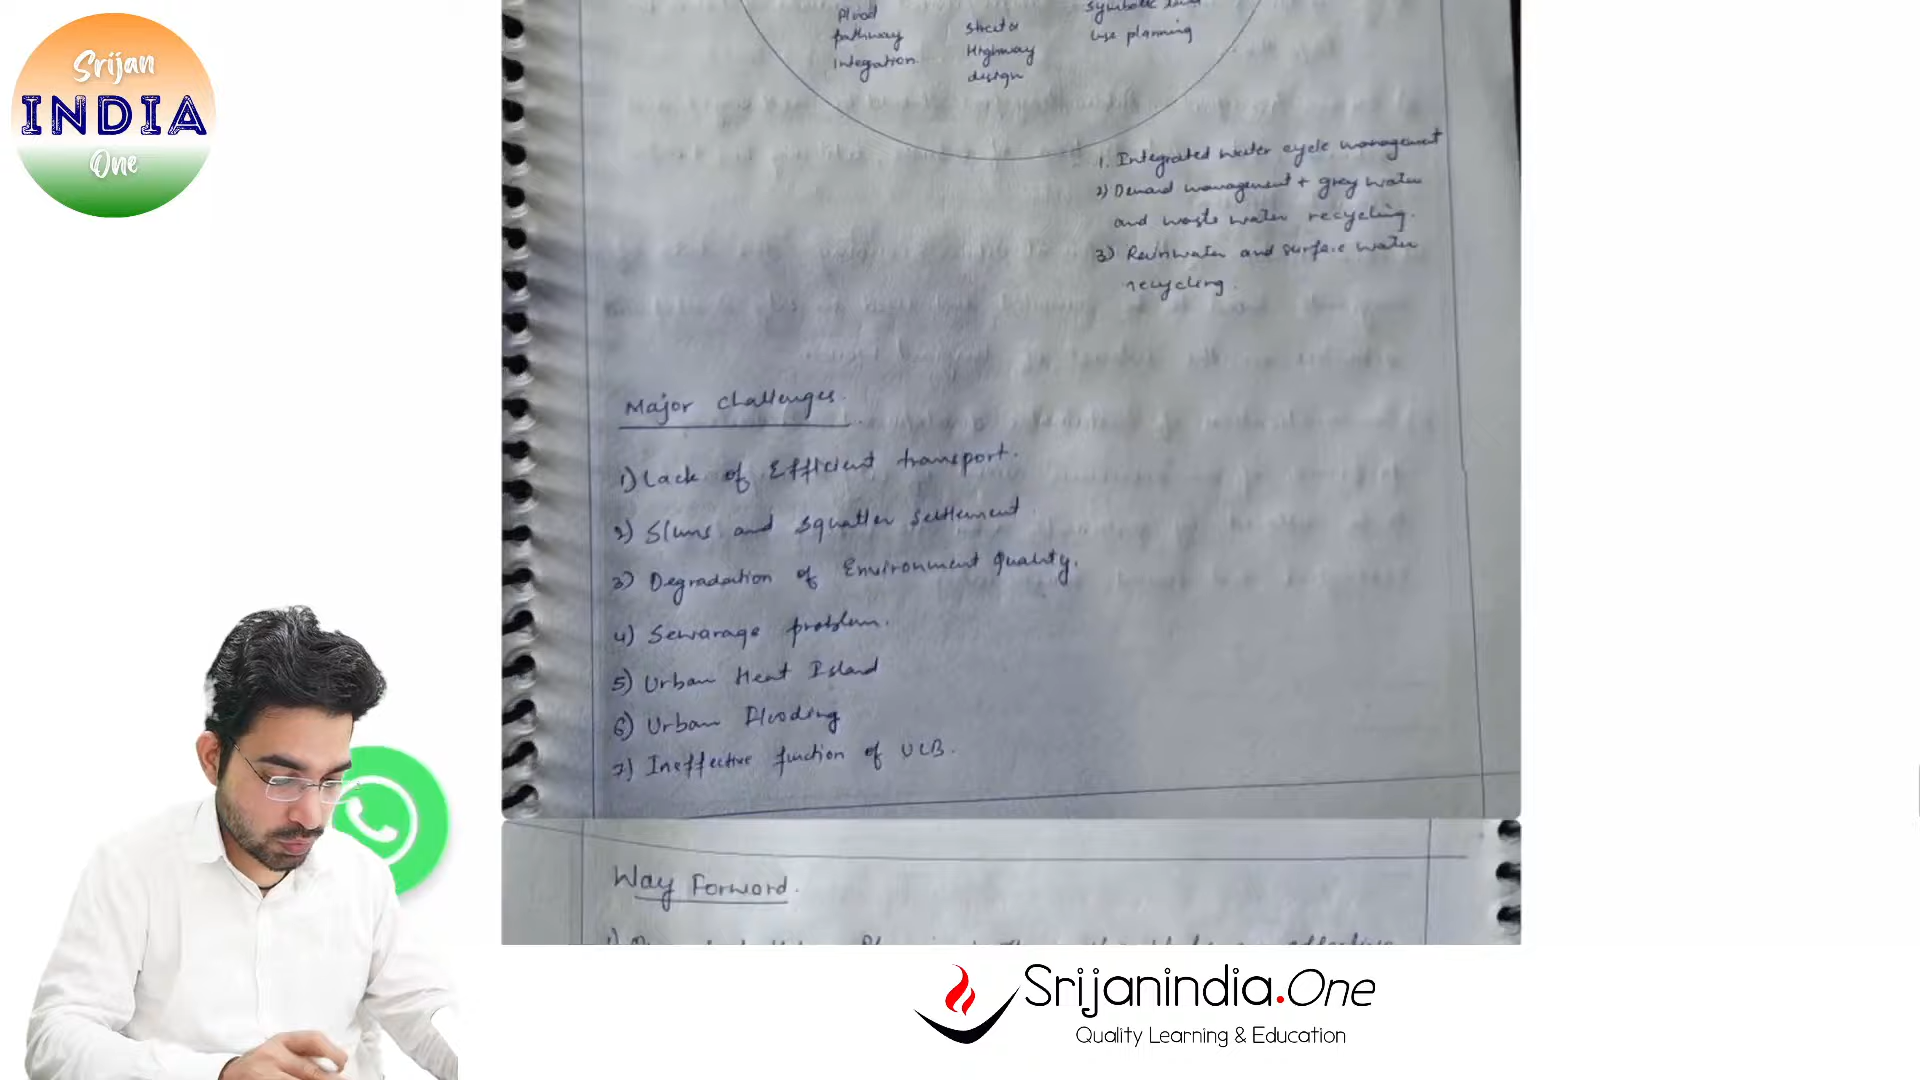 Srijan
INDIA
One
Flood
pathway
integation.
Street &
Highway
design
use planning
1. Integrated water cycle management
2) Demand management + grey water
and waste water recycling.
3) Rainwater and surface water
recycling.
Major Challenges.
1) Lack of Efficient transport.
2) Slums and squatter settlement
3) Degradation of Environment Quality.
4) Sewarage problem.
5) Urban Heat Island
6) Urban Flooding
7) Ineffective function of ULB.
Way Forword.
Srijanindia.One
Quality Learning & Education